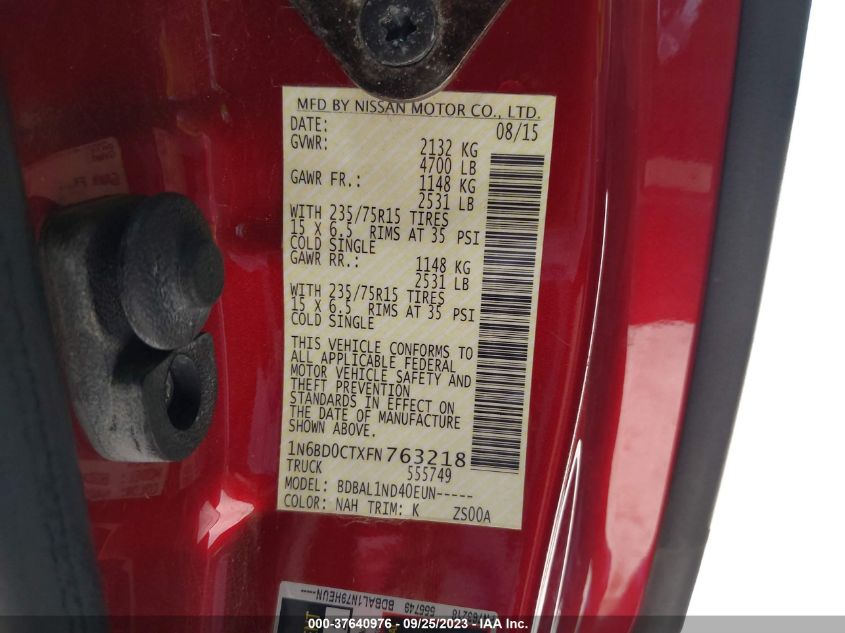 MFD BY NISSAN MOTOR CO., LTD.
DATE: 08/15
GVWR: 2132 KG
4700 LB
GAWR FR.: 1148 KG
2531 LB
WITH 235/75R15 TIRES
15 X 6.5 RIMS AT 35 PSI
COLD SINGLE
GAWR RR.: 1148 KG
2531 LB
WITH 235/75R15 TIRES
15 X 6.5 RIMS AT 35 PSI
COLD SINGLE
THIS VEHICLE CONFORMS TO
ALL APPLICABLE FEDERAL
MOTOR VEHICLE SAFETY AND
THEFT PREVENTION
STANDARDS IN EFFECT ON
THE DATE OF MANUFACTURE
SHOWN ABOVE.
1N6BD0CTXFN763218
TRUCK 555749
MODEL: BDBAL1ND40EUN-----
COLOR: NAH TRIM: K ZS00A
763218 555749 BDBAL1N79HEUN----
000-37640976 - 09/25/2023 - IAA Inc.